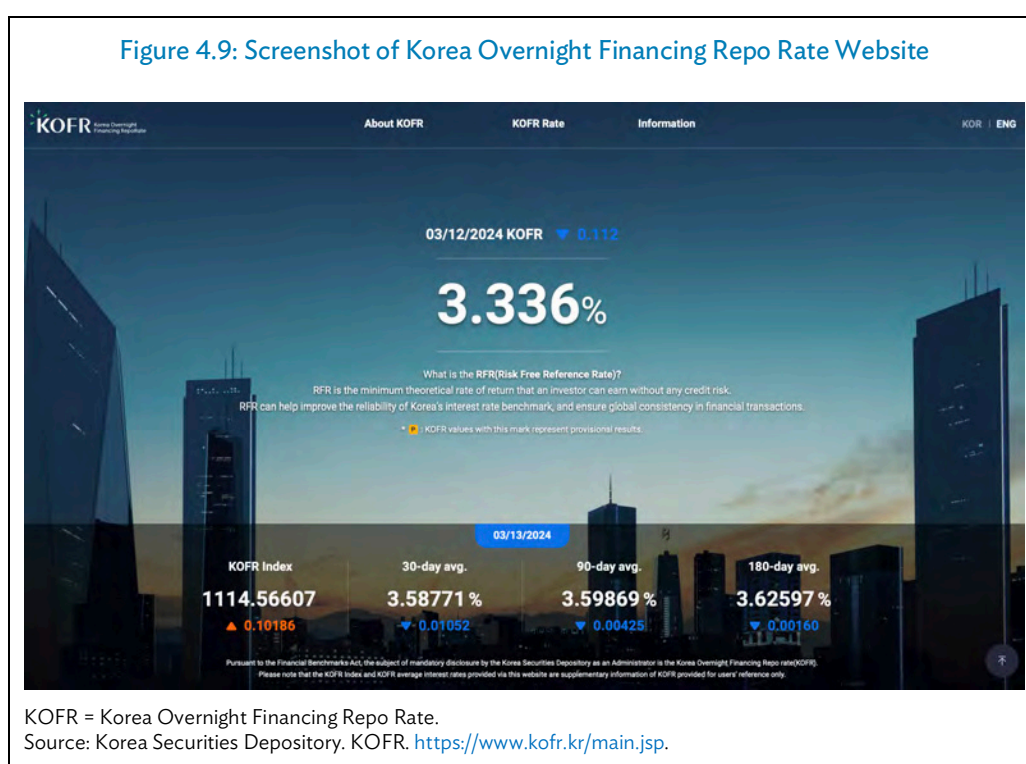 Figure 4.9: Screenshot of Korea Overnight Financing Repo Rate Website
KOFR Korea Overnight
Financing RepoRate
About KOFR KOFR Rate Information KOR | ENG
03/12/2024 KOFR ▼ 0.112
3.336%
What is the RFR(Risk Free Reference Rate)?
RFR is the minimum theoretical rate of return that an investor can earn without any credit risk.
RFR can help improve the reliability of Korea's interest rate benchmark, and ensure global consistency in financial transactions.
* P : KOFR values with this mark represent provisional results.
03/13/2024
KOFR Index 30-day avg. 90-day avg. 180-day avg.
1114.56607 3.58771 % 3.59869 % 3.62597 %
▲ 0.10186 ▼ 0.01052 ▼ 0.00425 ▼ 0.00160
Pursuant to the Financial Benchmarks Act, the subject of mandatory disclosure by the Korea Securities Depository as an Administrator is the Korea Overnight Financing Repo rate(KOFR).
Please note that the KOFR Index and KOFR average interest rates provided via this website are supplementary information of KOFR provided for users' reference only.
KOFR = Korea Overnight Financing Repo Rate.
Source: Korea Securities Depository. KOFR. https://www.kofr.kr/main.jsp.